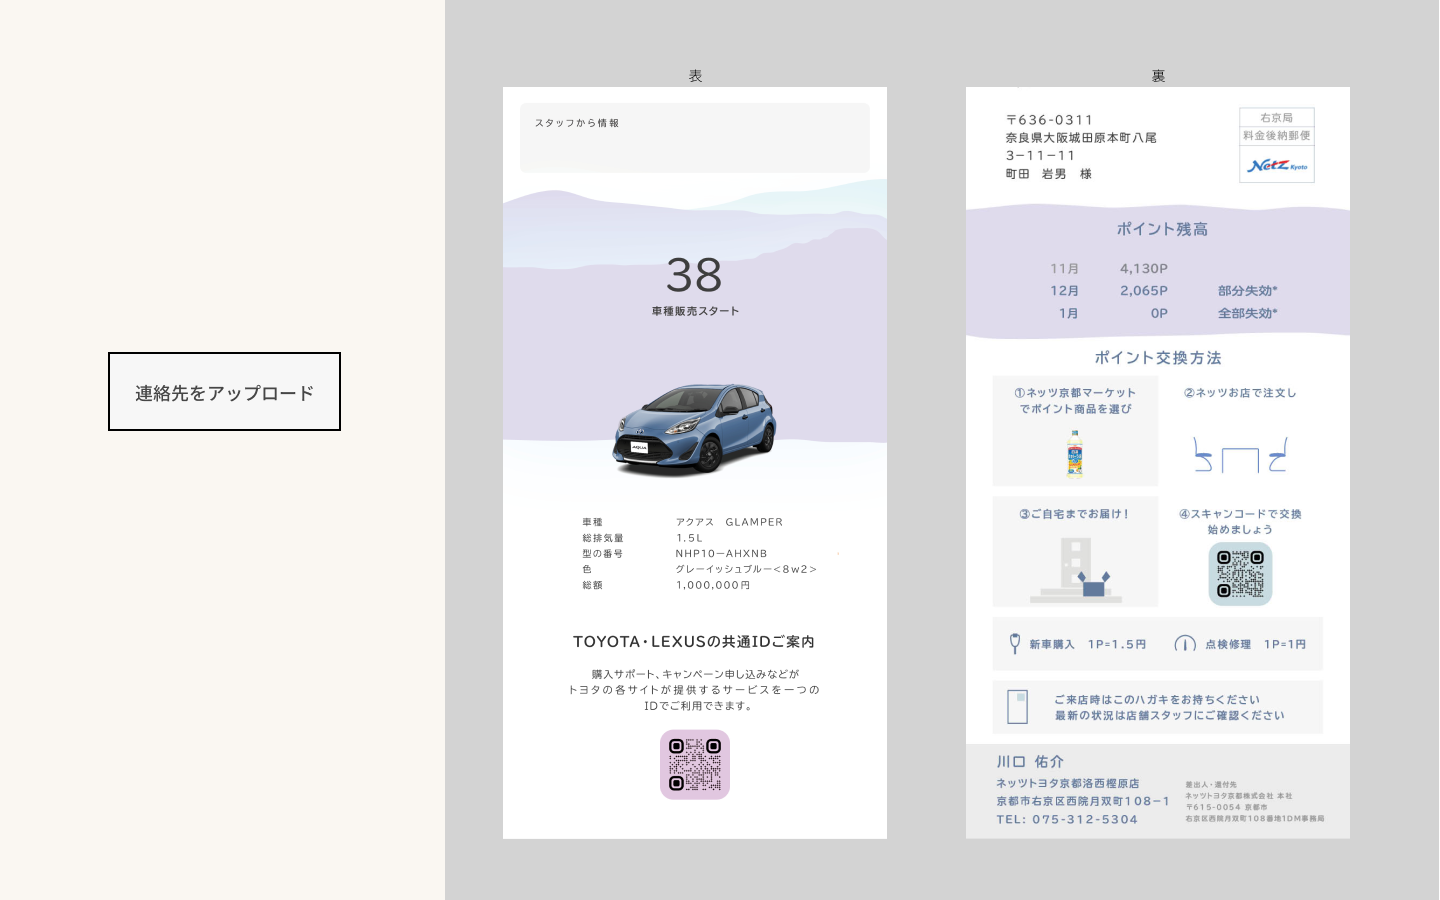 連絡先をアップロード
表
スタッフから情報
38
車種販売スタート
AQUA
車種 アクアス GLAMPER
総排気量 1.5L
型の番号 NHP10ーAHXNB
色 グレーイッシュブルー<8w2>
総額 1,000,000円
TOYOTA・LEXUSの共通IDご案内
購入サポート、キャンペーン申し込みなどが
トヨタの各サイトが提供するサービスを一つの
IDでご利用できます。
裏
〒636-0311
奈良県大阪城田原本町八尾
3ー11ー11
町田 岩男 様
右京局
料金後納郵便
Netz Kyoto
ポイント残高
11月 4,130P
12月 2,065P 部分失効*
1月 0P 全部失効*
ポイント交換方法
①ネッツ京都マーケット
でポイント商品を選び
②ネッツお店で注文し
③ご自宅までお届け!
④スキャンコードで交換
始めましょう
新車購入 1P=1.5円
点検修理 1P=1円
ご来店時はこのハガキをお持ちください
最新の状況は店舗スタッフにご確認ください
川口 佑介
ネッツトヨタ京都洛西樫原店
京都市右京区西院月双町108ー1
TEL: 075-312-5304
差出人・還付先
ネッツトヨタ京都株式会社 本社
〒615-0054 京都市
右京区西院月双町108番地1DM事務局